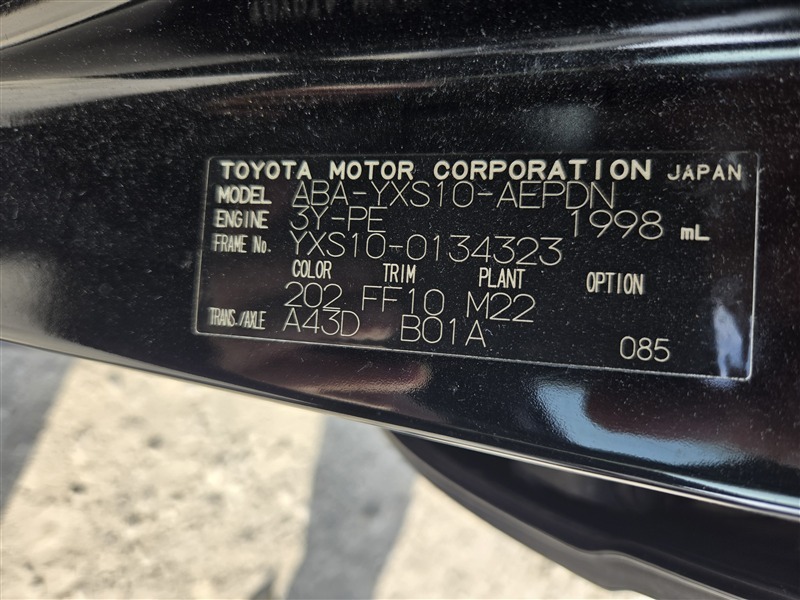 TOYOTA MOTOR CORPORATION JAPAN
MODEL ABA-YXS10-AEPDN
ENGINE 3Y-PE 1998 mL
FRAME No. YXS10-0134323
COLOR TRIM PLANT OPTION
202 FF10 M22
TRANS./AXLE A43D B01A 085